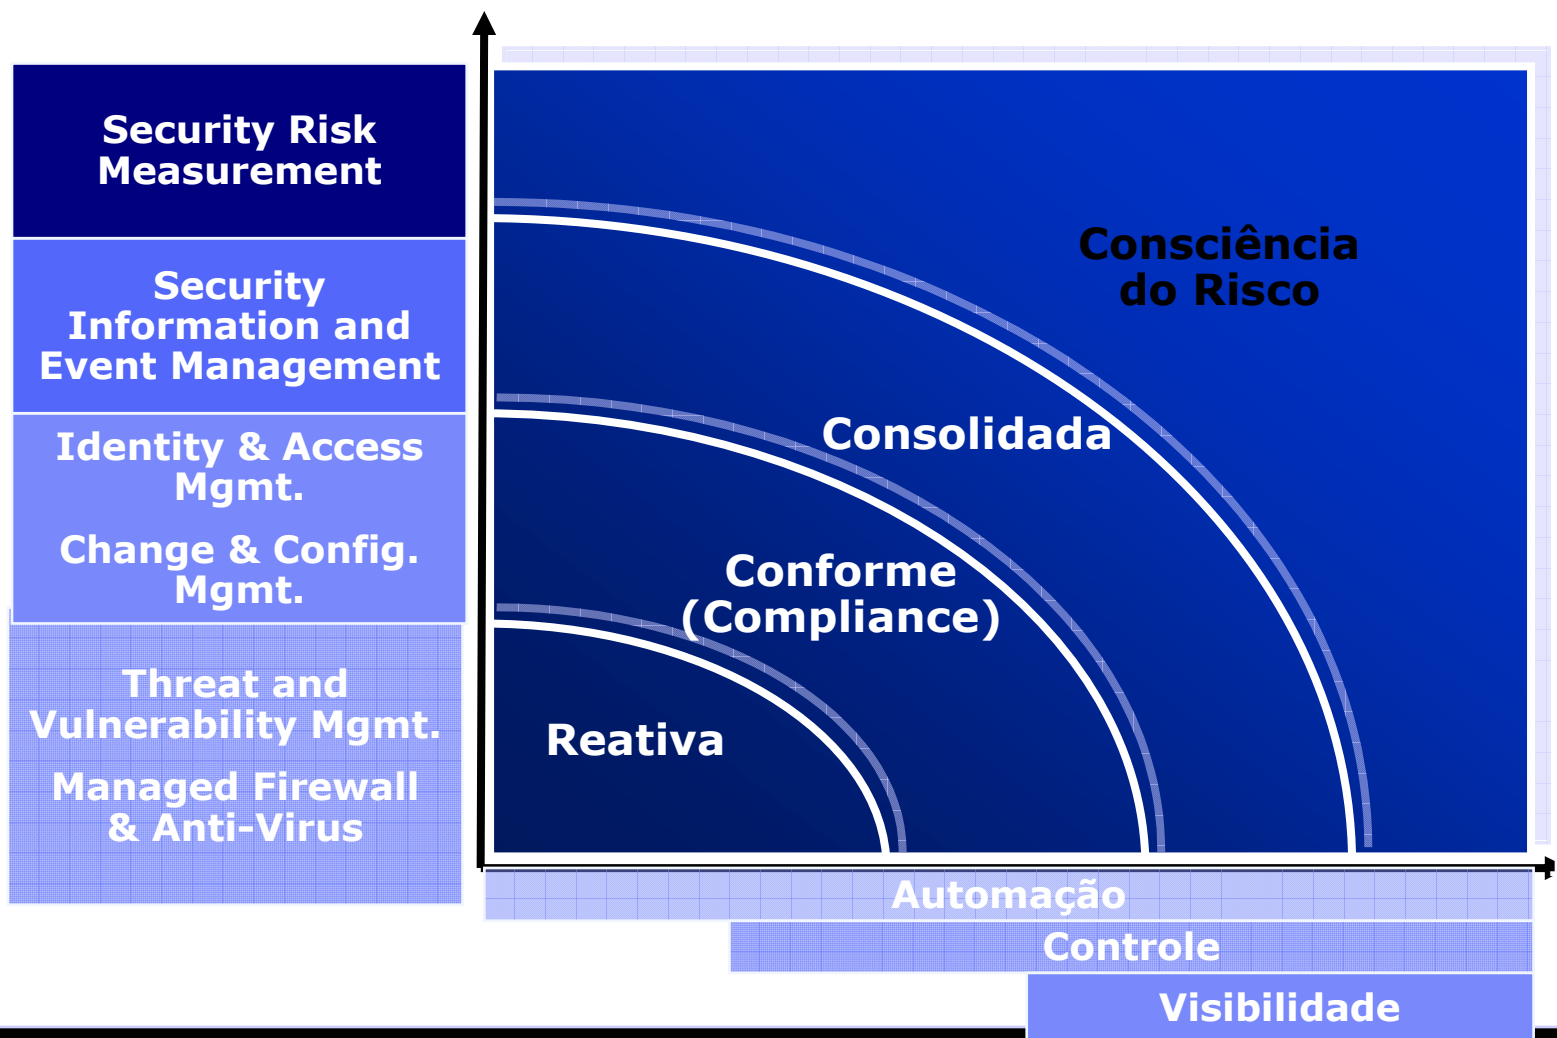 Security Risk
Measurement
Security
Information and
Event Management
Identity & Access
Mgmt.
Change & Config.
Mgmt.
Threat and
Vulnerability Mgmt.
Managed Firewall
& Anti-Virus
Consciência
do Risco
Consolidada
Conforme
(Compliance)
Reativa
Automação
Controle
Visibilidade